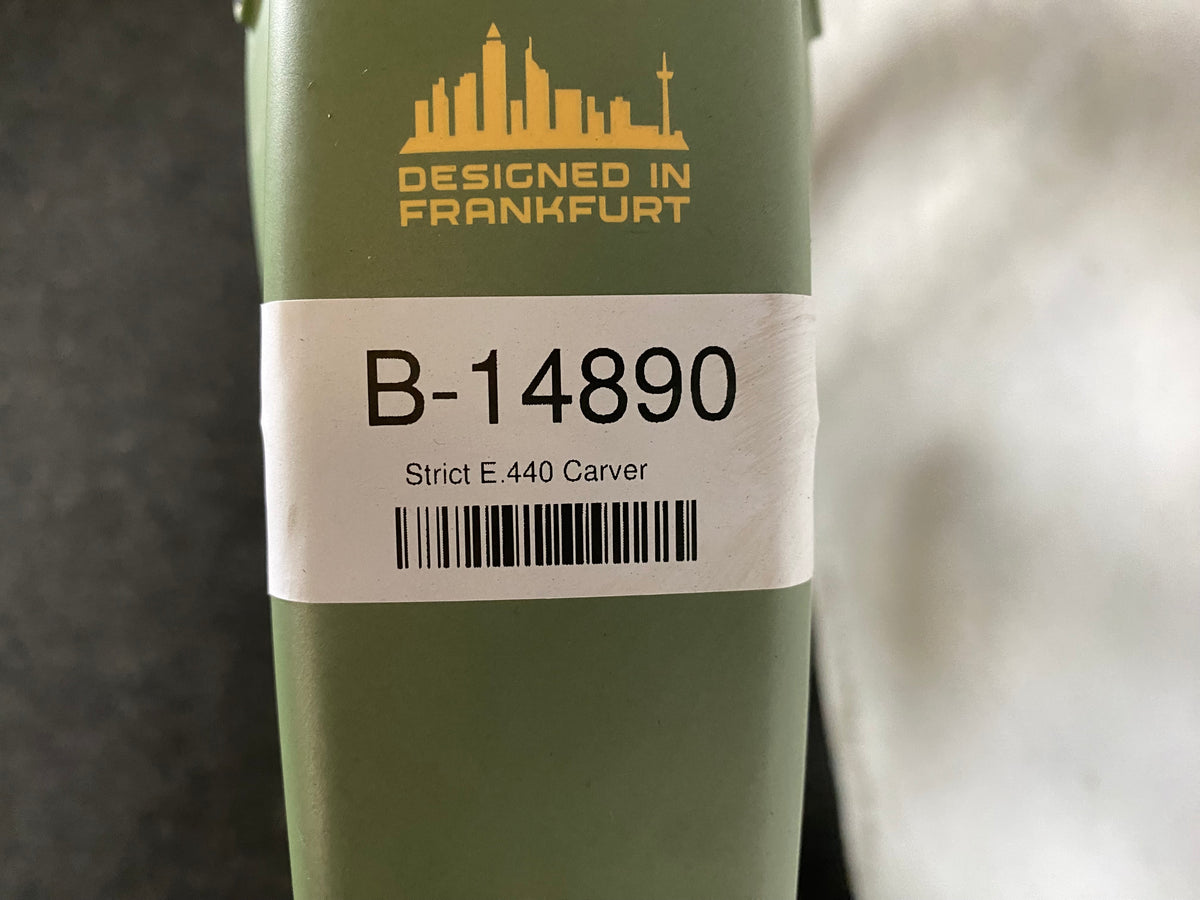 DESIGNED IN
FRANKFURT
B-14890
Strict E.440 Carver